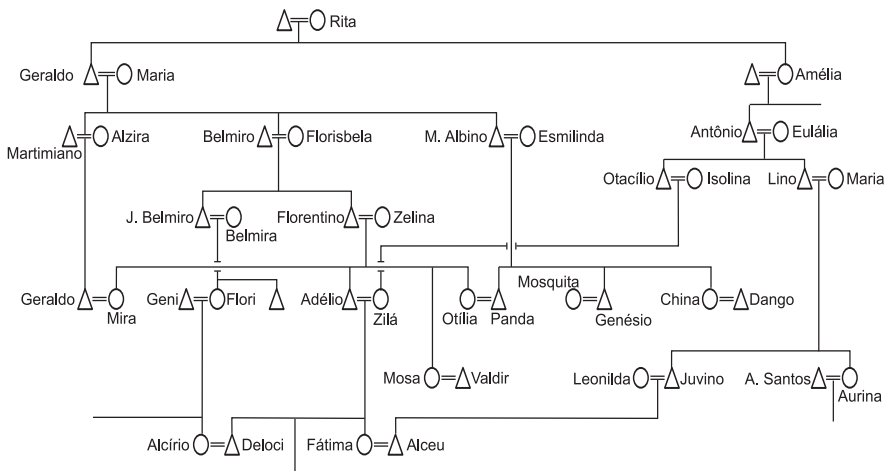 Rita
Geraldo Maria Amélia
Martimiano Alzira Belmiro Florisbela M. Albino Esmilinda Antônio Eulália
Otacílio Isolina Lino Maria
J. Belmiro Belmira Florentino Zelina
Geraldo Mira Geni Flori Adélio Zilá Otília Panda Mosquita Genésio China Dango
Mosa Valdir Leonilda Juvino A. Santos Aurina
Alcírio Deloci Fátima Alceu